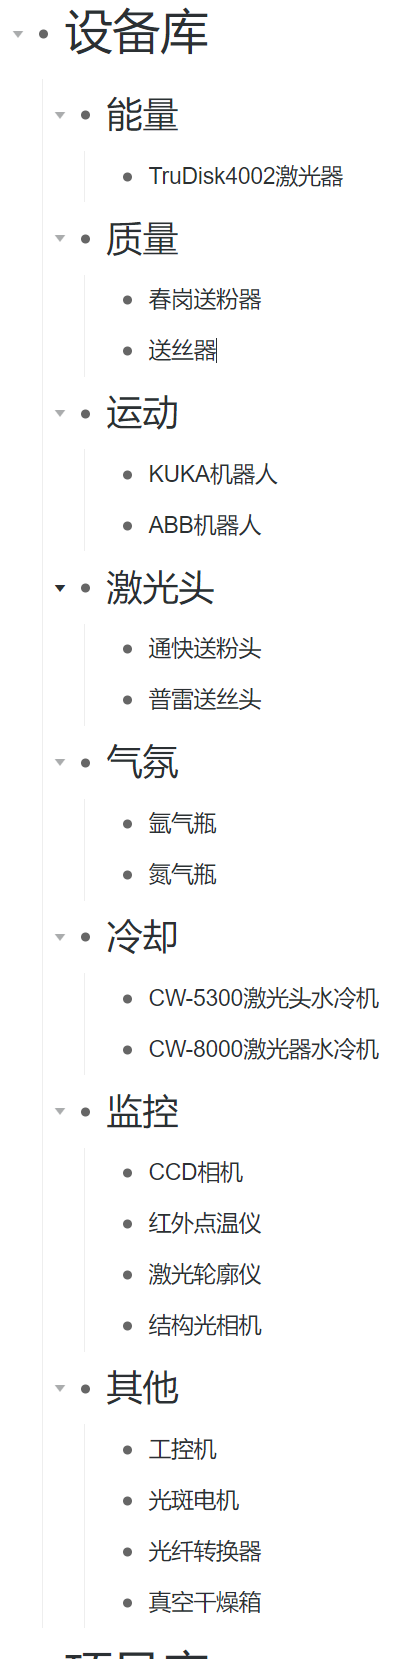 设备库
能量
TruDisk4002激光器
质量
春岗送粉器
送丝器
运动
KUKA机器人
ABB机器人
激光头
通快送粉头
普雷送丝头
气氛
氩气瓶
氮气瓶
冷却
CW-5300激光头水冷机
CW-8000激光器水冷机
监控
CCD相机
红外点温仪
激光轮廓仪
结构光相机
其他
工控机
光斑电机
光纤转换器
真空干燥箱